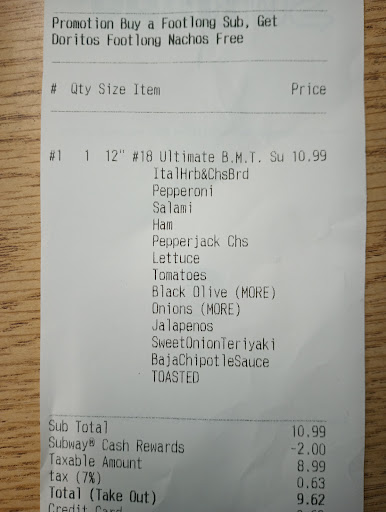 Promotion Buy a Footlong Sub, Get
Doritos Footlong Nachos Free
# Qty Size Item Price
#1 1 12" #18 Ultimate B.M.T. Su 10.99
ItalHrb&ChsBrd
Pepperoni
Salami
Ham
Pepperjack Chs
Lettuce
Tomatoes
Black Olive (MORE)
Onions (MORE)
Jalapenos
SweetOnionTeriyaki
BajaChipotleSauce
TOASTED
Sub Total 10.99
Subway® Cash Rewards -2.00
Taxable Amount 8.99
tax (7%) 0.63
Total (Take Out) 9.62
Credit Card